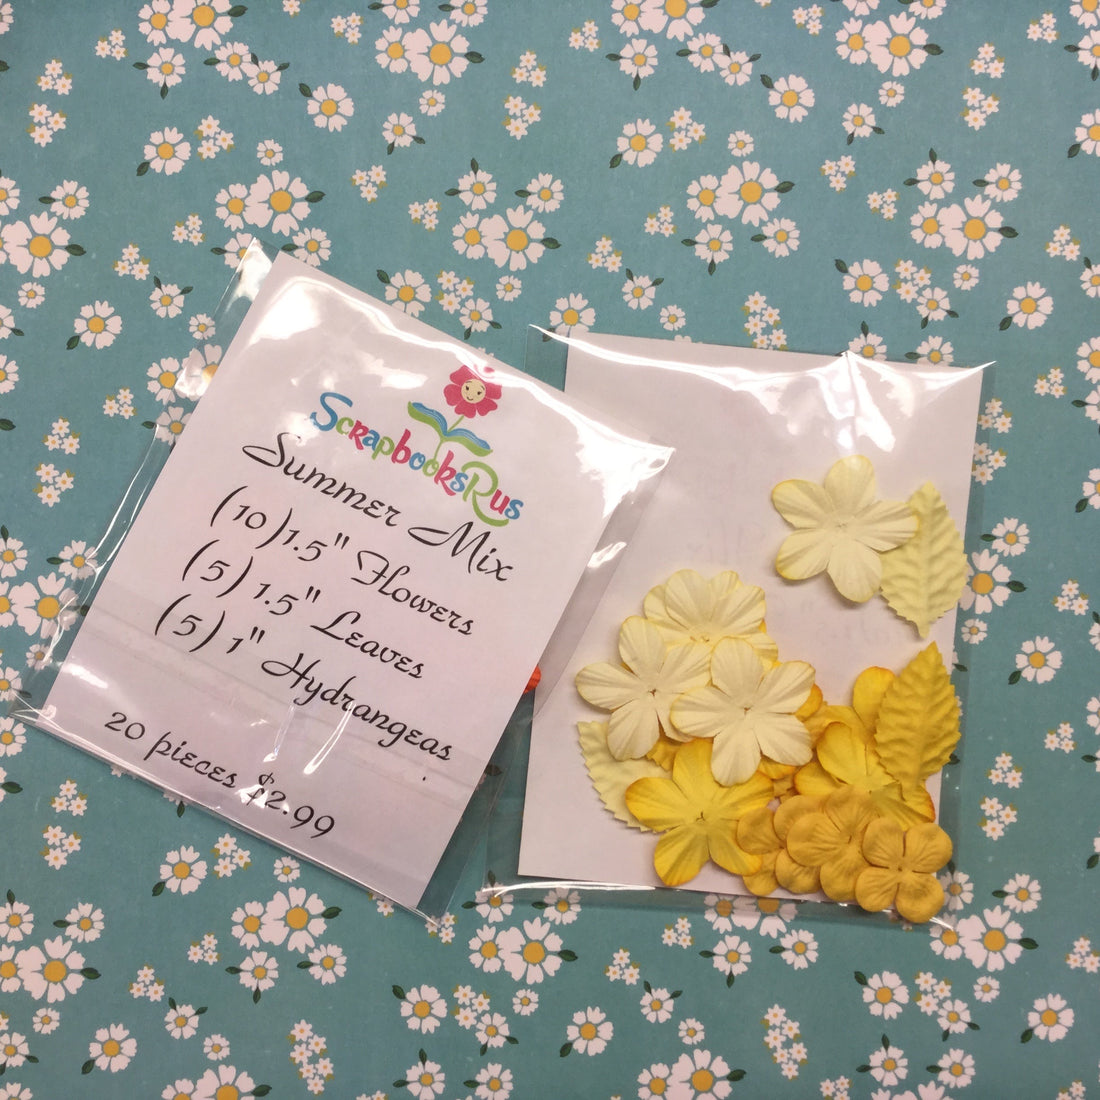 ScrapbooksRus
Summer Mix
(10) 1.5" Flowers
(5) 1.5" Leaves
(5) 1" Hydrangeas
20 pieces $2.99